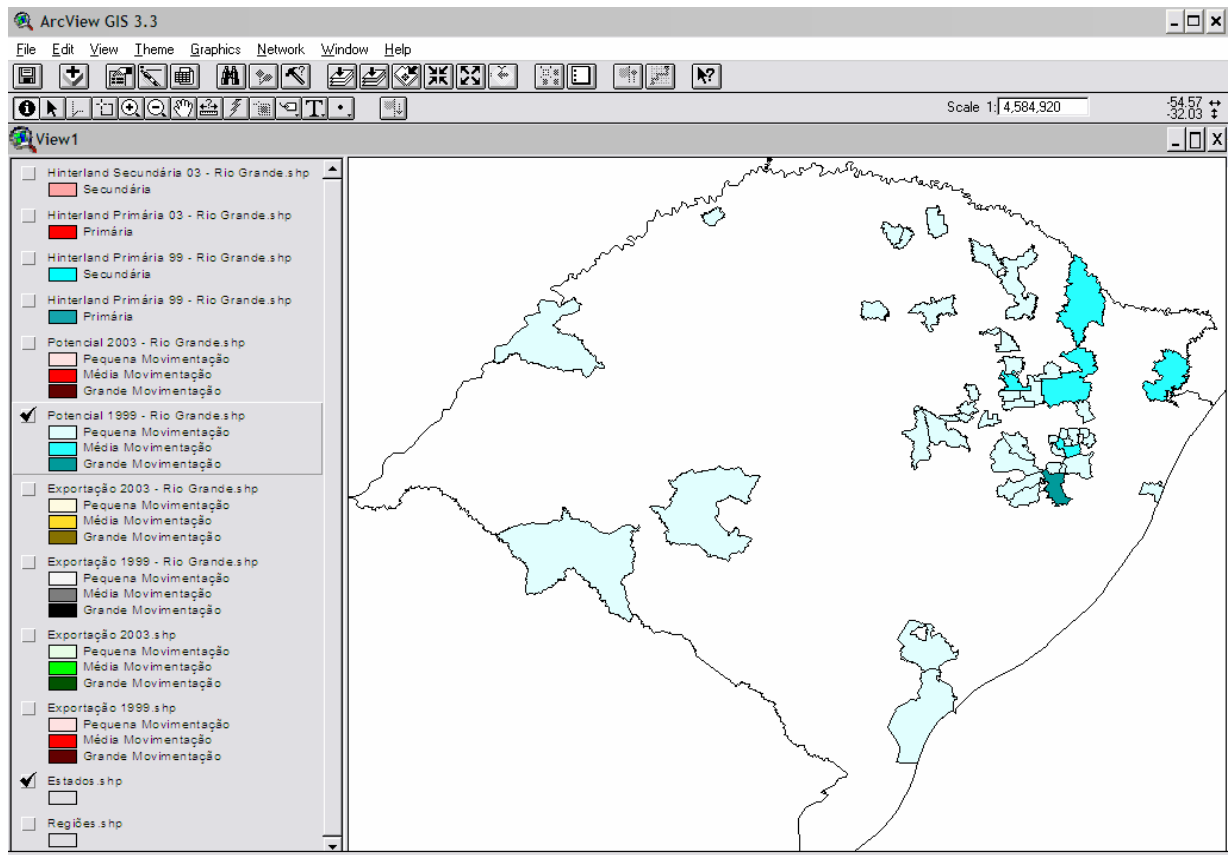 ArcView GIS 3.3
File Edit View Theme Graphics Network Window Help
Scale 1: 4,584,920
-54.57
-32.03
View1
Hinterland Secundária 03 - Rio Grande.shp
Secundária
Hinterland Primária 03 - Rio Grande.shp
Primária
Hinterland Primária 99 - Rio Grande.shp
Secundária
Hinterland Primária 99 - Rio Grande.shp
Primária
Potencial 2003 - Rio Grande.shp
Pequena Movimentação
Média Movimentação
Grande Movimentação
Potencial 1999 - Rio Grande.shp
Pequena Movimentação
Média Movimentação
Grande Movimentação
Exportação 2003 - Rio Grande.shp
Pequena Movimentação
Média Movimentação
Grande Movimentação
Exportação 1999 - Rio Grande.shp
Pequena Movimentação
Média Movimentação
Grande Movimentação
Exportação 2003.shp
Pequena Movimentação
Média Movimentação
Grande Movimentação
Exportação 1999.shp
Pequena Movimentação
Média Movimentação
Grande Movimentação
Estados.shp
Regiões.shp